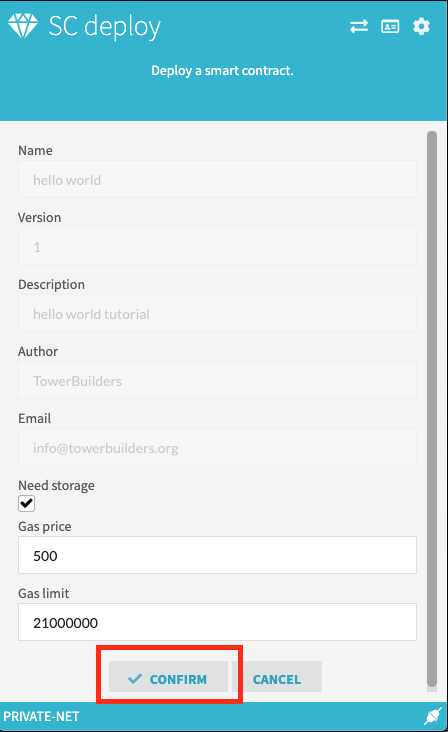 SC deploy
Deploy a smart contract.
Name
hello world
Version
1
Description
hello world tutorial
Author
TowerBuilders
Email
info@towerbuilders.org
Need storage
Gas price
500
Gas limit
21000000
CONFIRM CANCEL
PRIVATE-NET